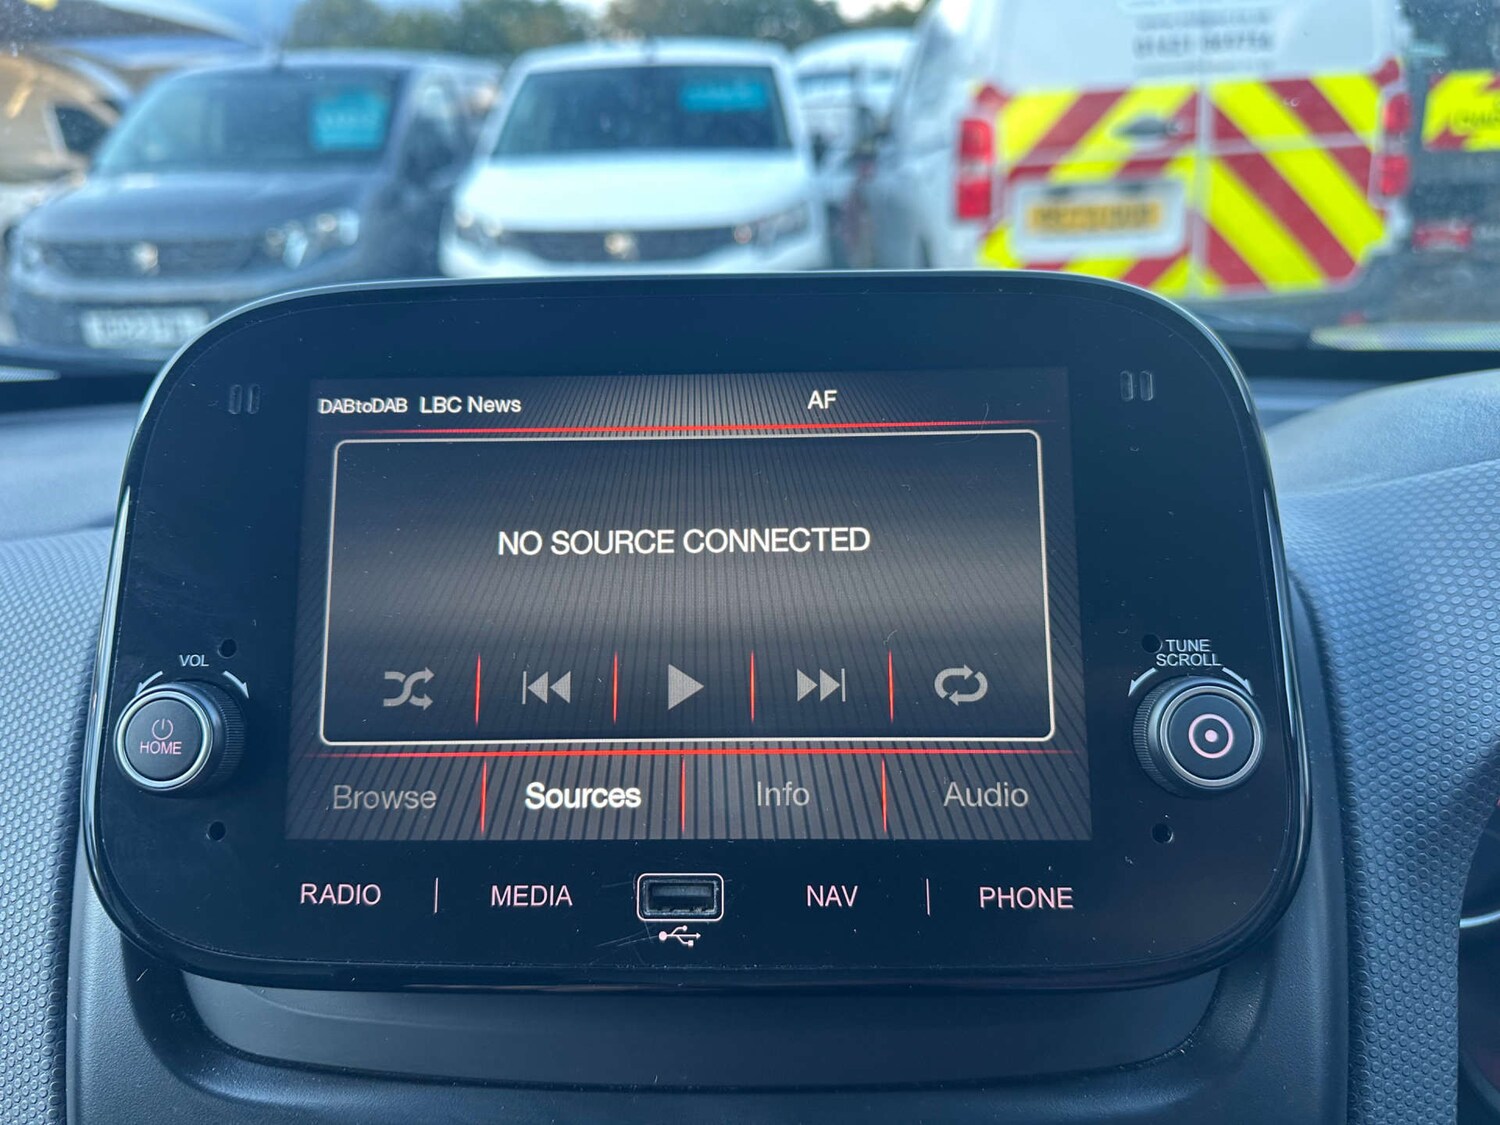 DABtoDAB LBC News AF
NO SOURCE CONNECTED
VOL
HOME
TUNE
SCROLL
Browse Sources Info Audio
RADIO MEDIA NAV PHONE